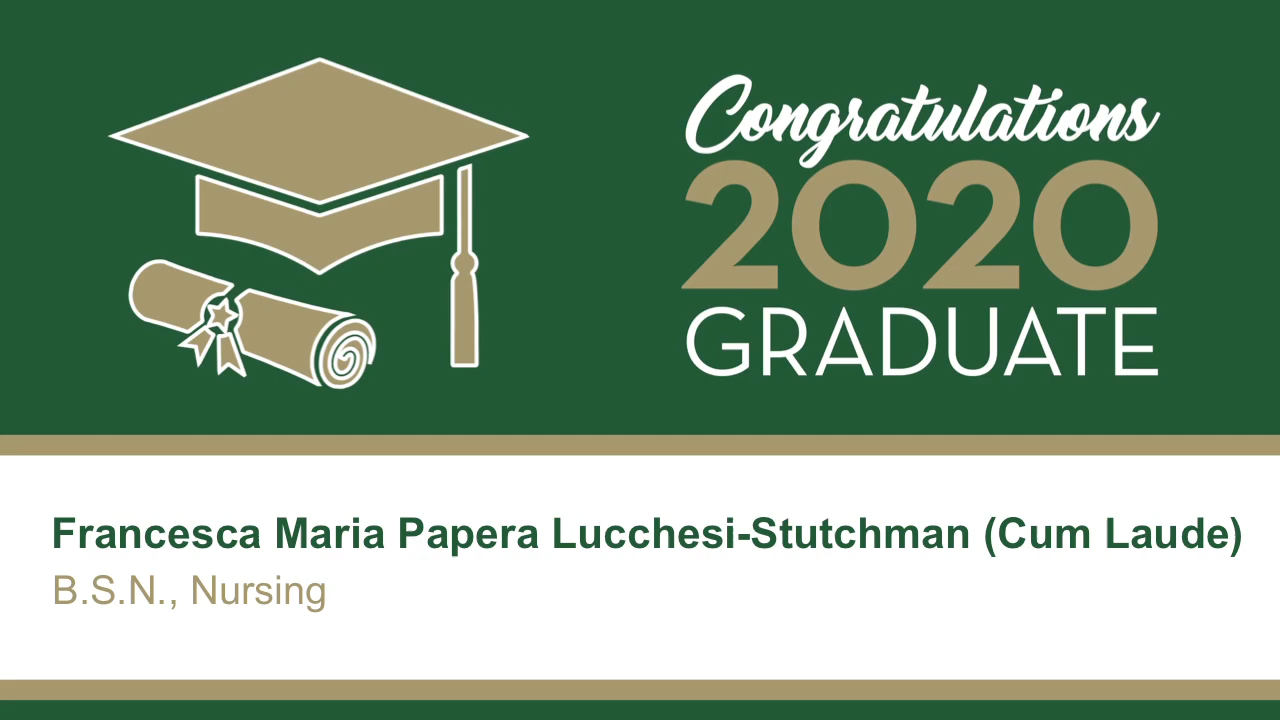 Congratulations
2020
GRADUATE
Francesca Maria Papera Lucchesi-Stutchman (Cum Laude)
B.S.N., Nursing